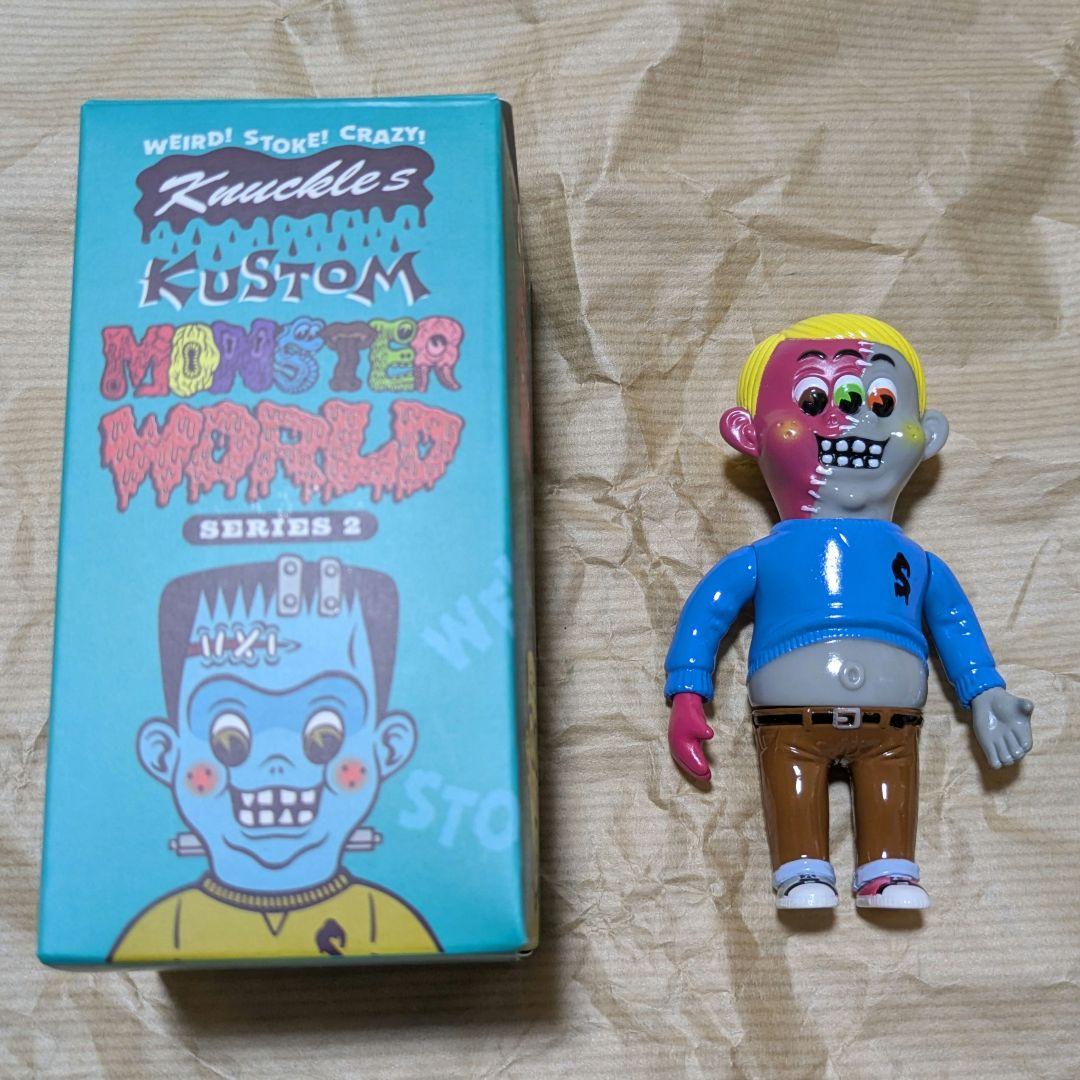 WEIRD! STOKE! CRAZY!
Knuckles
KUSTOM
MONSTER
WORLD
SERIES 2
WE
STO
S
S